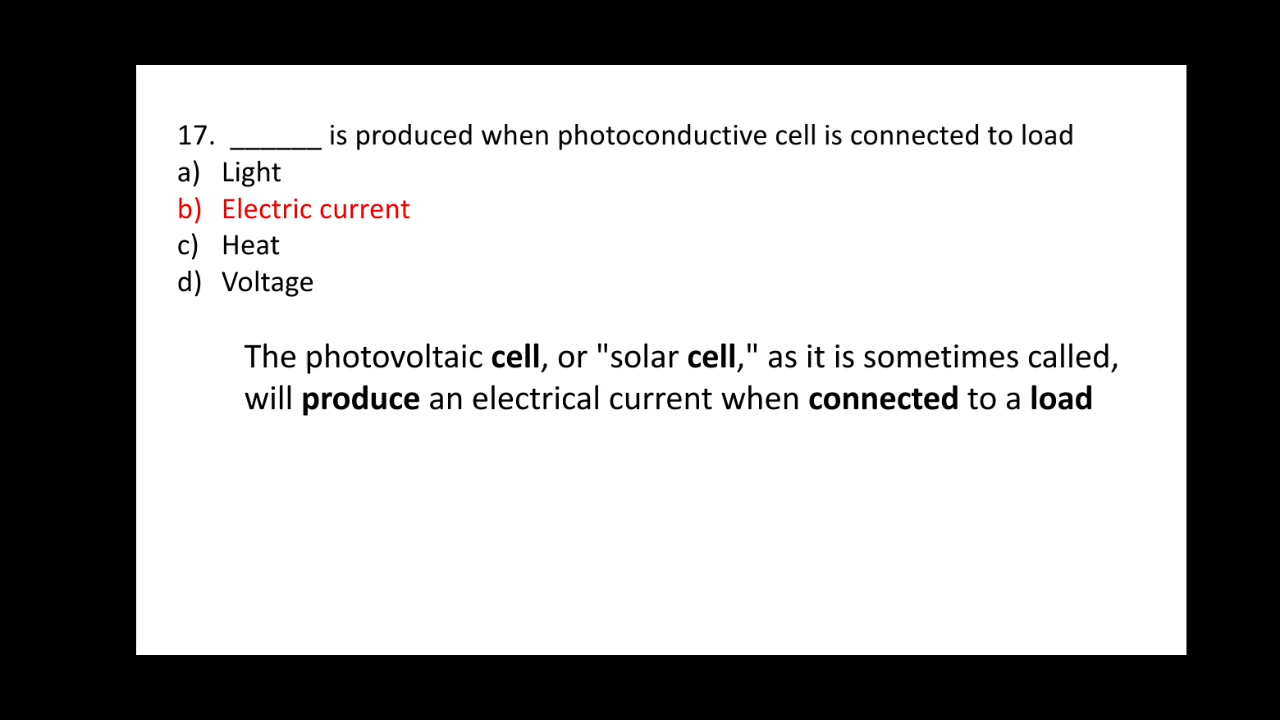 17. ______ is produced when photoconductive cell is connected to load
a) Light
b) Electric current
c) Heat
d) Voltage
The photovoltaic cell, or "solar cell," as it is sometimes called,
will produce an electrical current when connected to a load